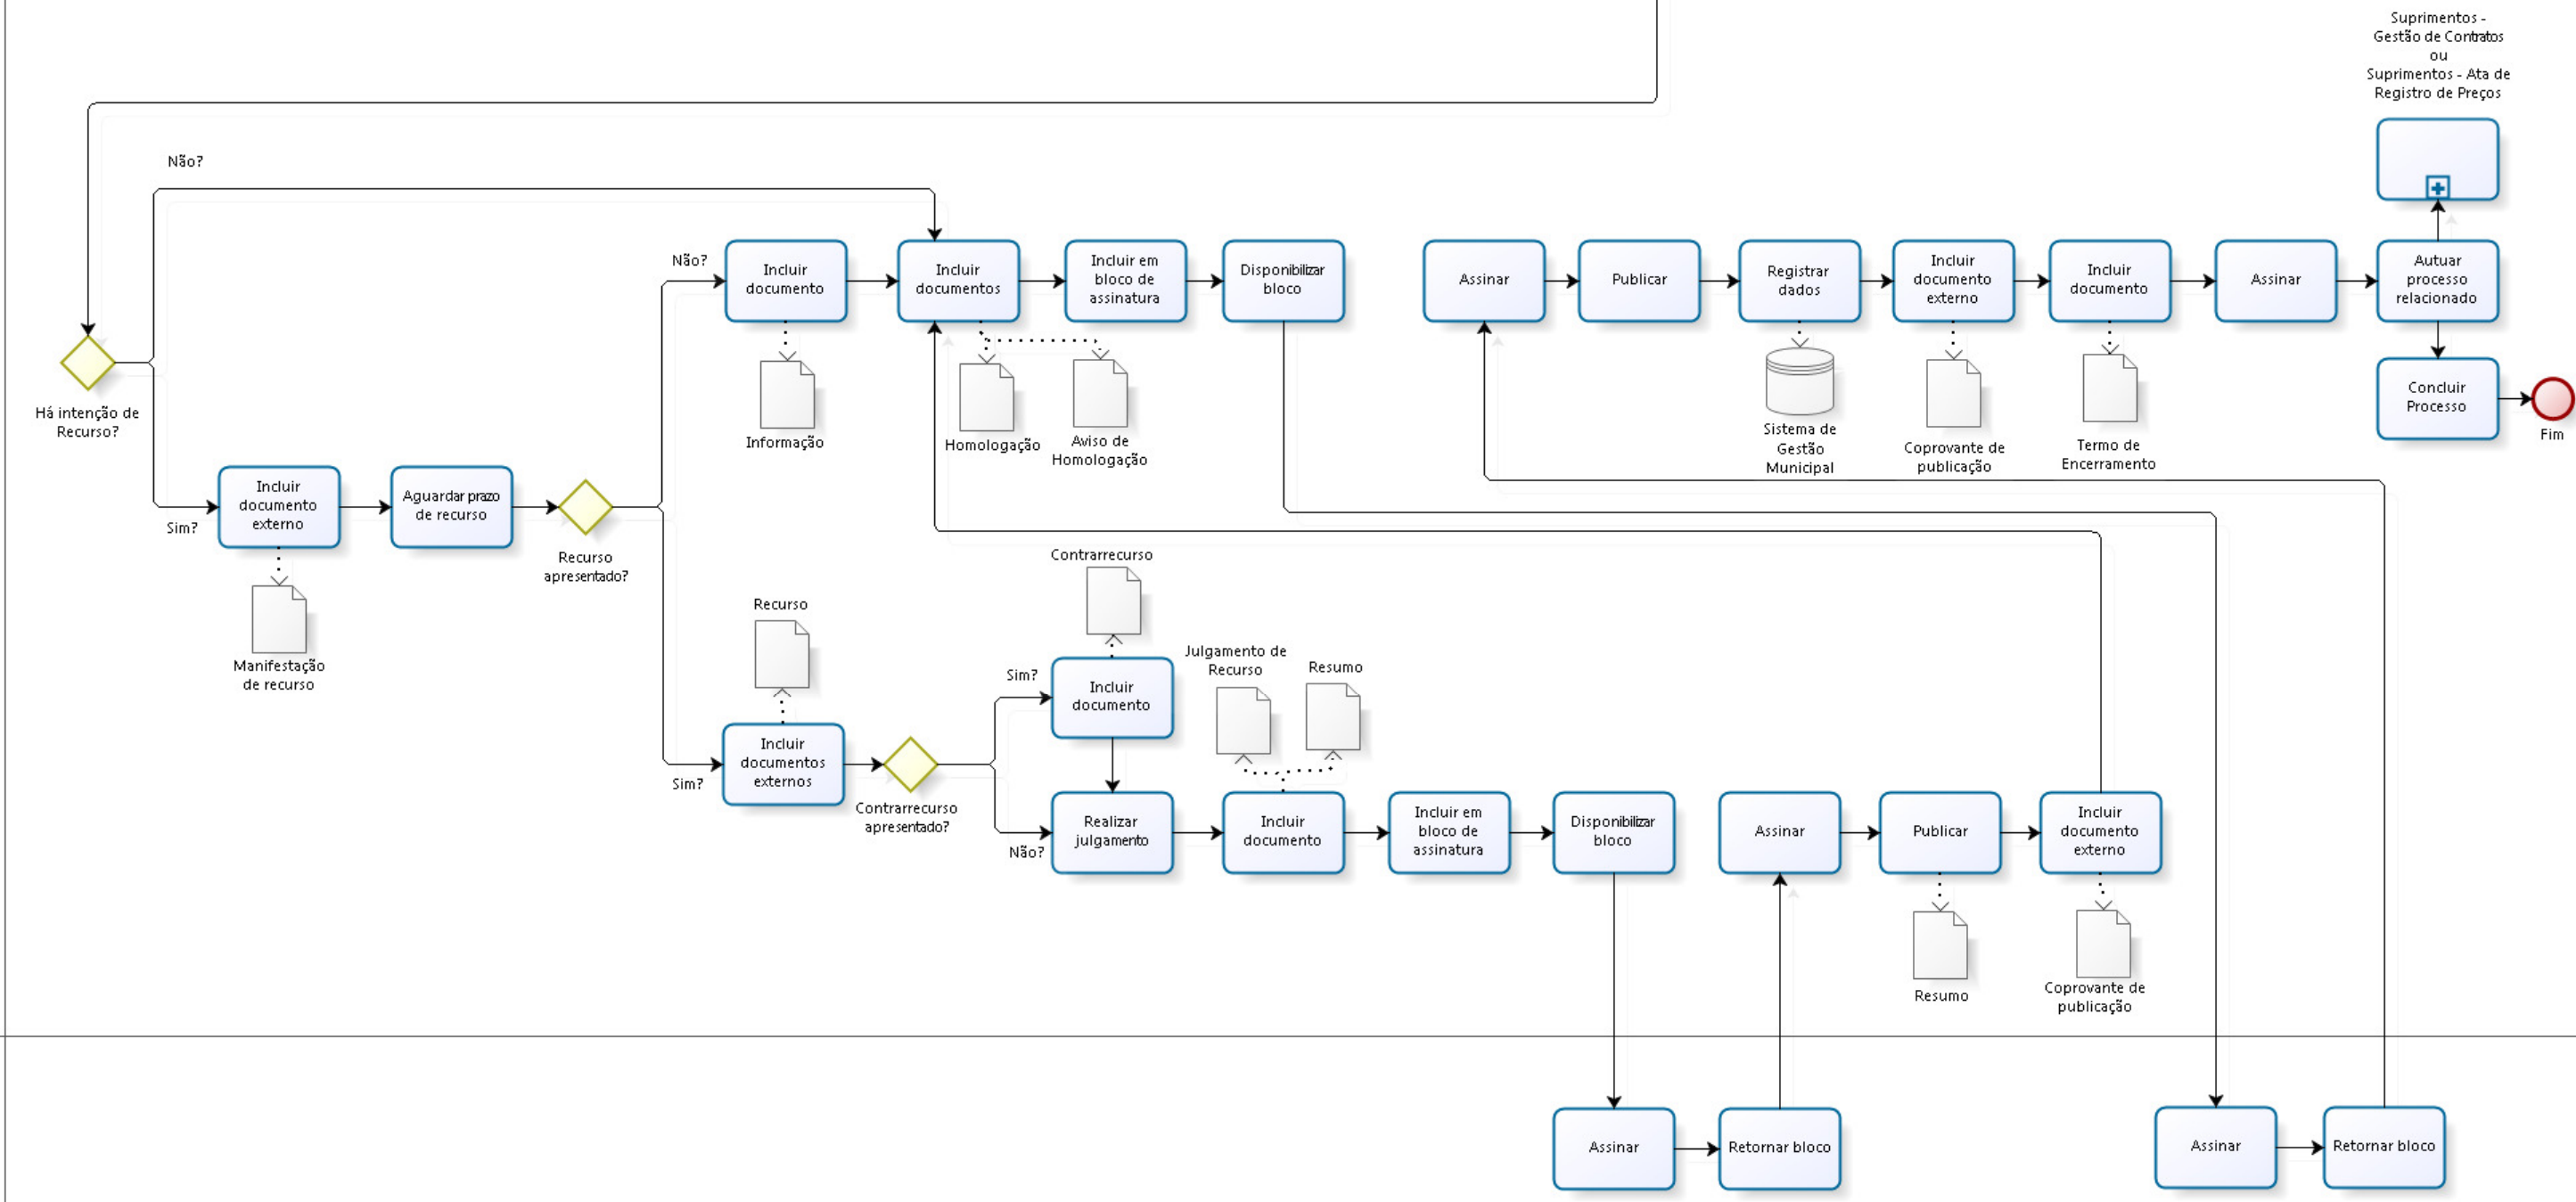 Suprimentos -
Gestão de Contratos
ou
Suprimentos - Ata de
Registro de Preços
Não?
Há intenção de
Recurso?
Sim?
Incluir
documento
externo
Manifestação
de recurso
Aguardar prazo
de recurso
Recurso
apresentado?
Não?
Incluir
documento
Informação
Incluir
documentos
Homologação
Aviso de
Homologação
Incluir em
bloco de
assinatura
Disponibilizar
bloco
Assinar
Publicar
Registrar
dados
Sistema de
Gestão
Municipal
Incluir
documento
externo
Coprovante de
publicação
Incluir
documento
Termo de
Encerramento
Assinar
Autuar
processo
relacionado
Concluir
Processo
Fim
Sim?
Recurso
Incluir
documentos
externos
Contrarrecurso
apresentado?
Sim?
Contrarrecurso
Incluir
documento
Não?
Realizar
julgamento
Julgamento de
Recurso
Resumo
Incluir
documento
Incluir em
bloco de
assinatura
Disponibilizar
bloco
Assinar
Publicar
Resumo
Incluir
documento
externo
Coprovante de
publicação
Assinar
Retornar bloco
Assinar
Retornar bloco